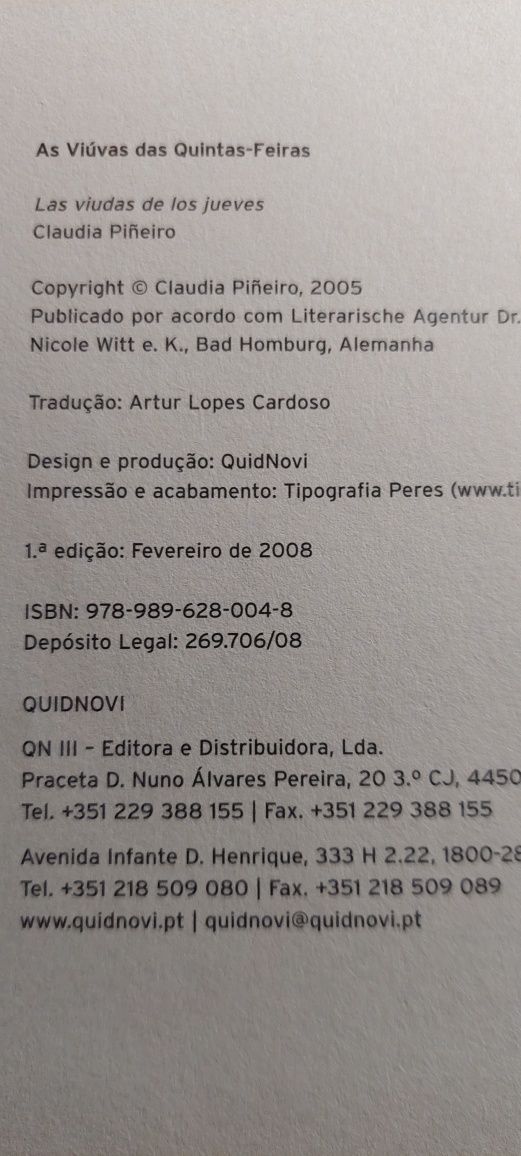 As Viúvas das Quintas-Feiras
Las viudas de los jueves
Claudia Piñeiro
Copyright © Claudia Piñeiro, 2005
Publicado por acordo com Literarische Agentur Dr.
Nicole Witt e. K., Bad Homburg, Alemanha
Tradução: Artur Lopes Cardoso
Design e produção: QuidNovi
Impressão e acabamento: Tipografia Peres (www.ti
1.ª edição: Fevereiro de 2008
ISBN: 978-989-628-004-8
Depósito Legal: 269.706/08
QUIDNOVI
QN III – Editora e Distribuidora, Lda.
Praceta D. Nuno Álvares Pereira, 20 3.º CJ, 4450
Tel. +351 229 388 155 | Fax. +351 229 388 155
Avenida Infante D. Henrique, 333 H 2.22, 1800-28
Tel. +351 218 509 080 | Fax. +351 218 509 089
www.quidnovi.pt | quidnovi@quidnovi.pt